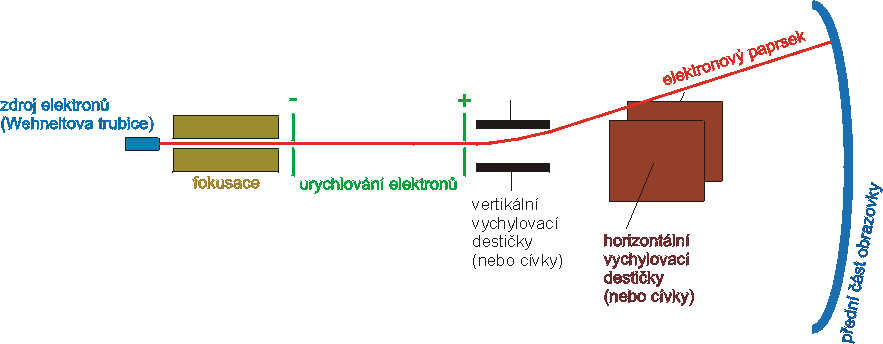 zdroj elektronů
(Wehneltova trubice)
fokusace
-
+
urychlování elektronů
vertikální
vychylovací
destičky
(nebo cívky)
elektronový paprsek
horizontální
vychylovací
destičky
(nebo cívky)
přední část obrazovky